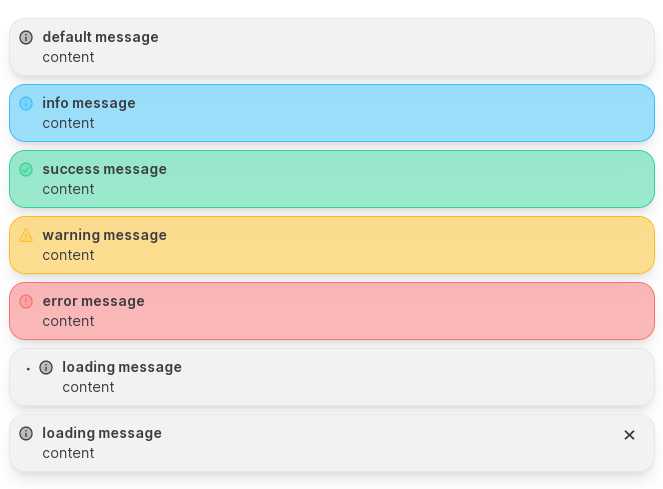 default message
content
info message
content
success message
content
warning message
content
error message
content
loading message
content
loading message
content